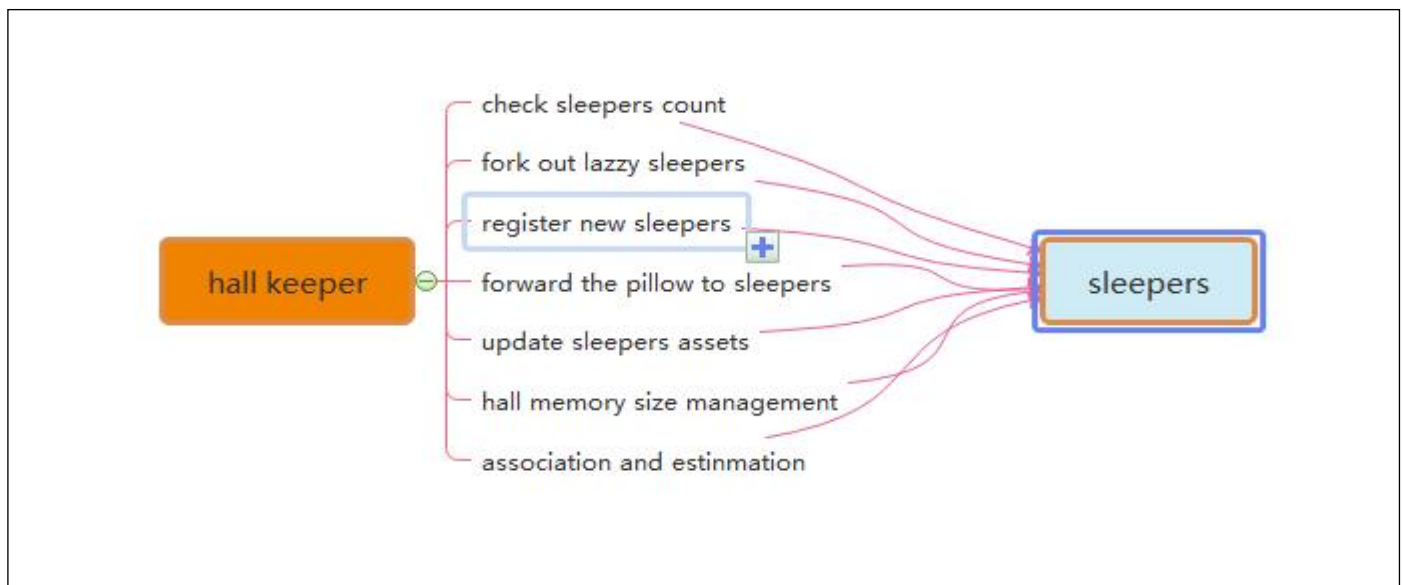 check sleepers count
fork out lazzy sleepers
register new sleepers
hall keeper
forward the pillow to sleepers
sleepers
update sleepers assets
hall memory size management
association and estinmation